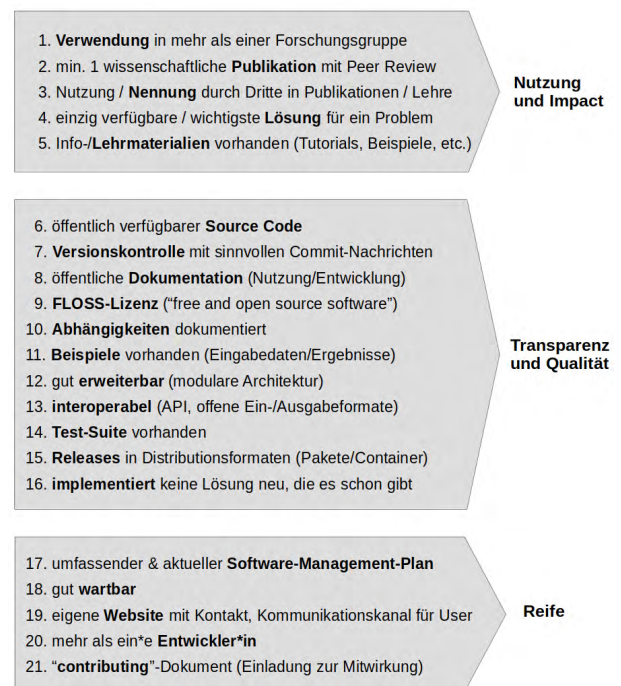 1. Verwendung in mehr als einer Forschungsgruppe
2. min. 1 wissenschaftliche Publikation mit Peer Review
3. Nutzung / Nennung durch Dritte in Publikationen / Lehre
4. einzig verfügbare / wichtigste Lösung für ein Problem
5. Info-/Lehrmaterialien vorhanden (Tutorials, Beispiele, etc.)
Nutzung
und Impact
6. öffentlich verfügbarer Source Code
7. Versionskontrolle mit sinnvollen Commit-Nachrichten
8. öffentliche Dokumentation (Nutzung/Entwicklung)
9. FLOSS-Lizenz (“free and open source software”)
10. Abhängigkeiten dokumentiert
11. Beispiele vorhanden (Eingabedaten/Ergebnisse)
12. gut erweiterbar (modulare Architektur)
13. interoperabel (API, offene Ein-/Ausgabeformate)
14. Test-Suite vorhanden
15. Releases in Distributionsformaten (Pakete/Container)
16. implementiert keine Lösung neu, die es schon gibt
Transparenz
und Qualität
17. umfassender & aktueller Software-Management-Plan
18. gut wartbar
19. eigene Website mit Kontakt, Kommunikationskanal für User
20. mehr als ein*e Entwickler*in
21. “contributing”-Dokument (Einladung zur Mitwirkung)
Reife